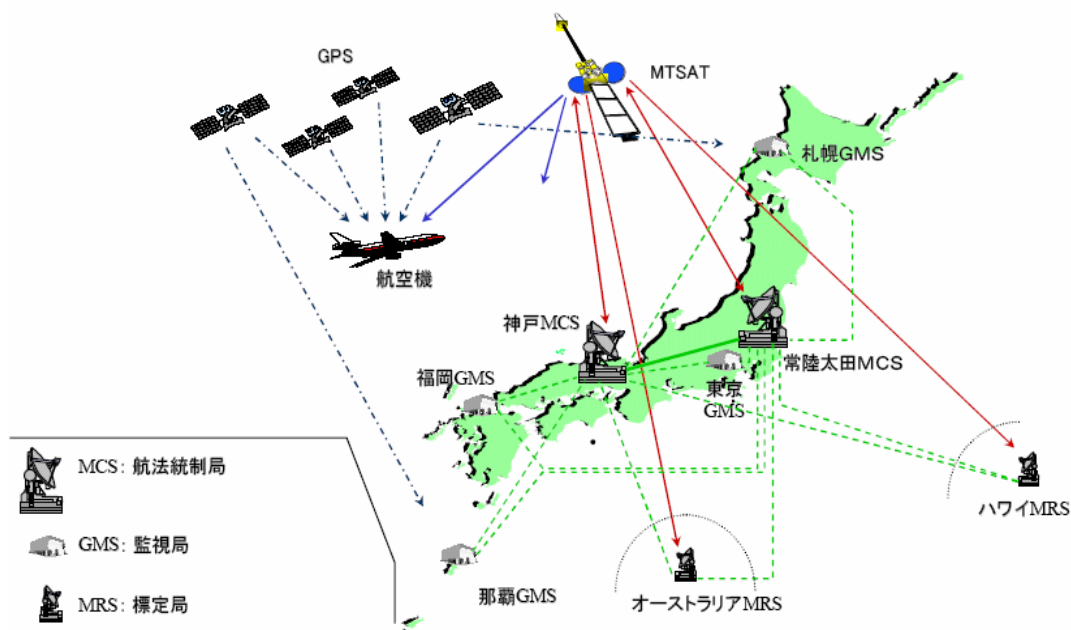 GPS
MTSAT
札幌GMS
航空機
神戸MCS
常陸太田MCS
福岡GMS
東京
GMS
MCS: 航法統制局
ハワイMRS
GMS: 監視局
那覇GMS
オーストラリアMRS
MRS: 標定局